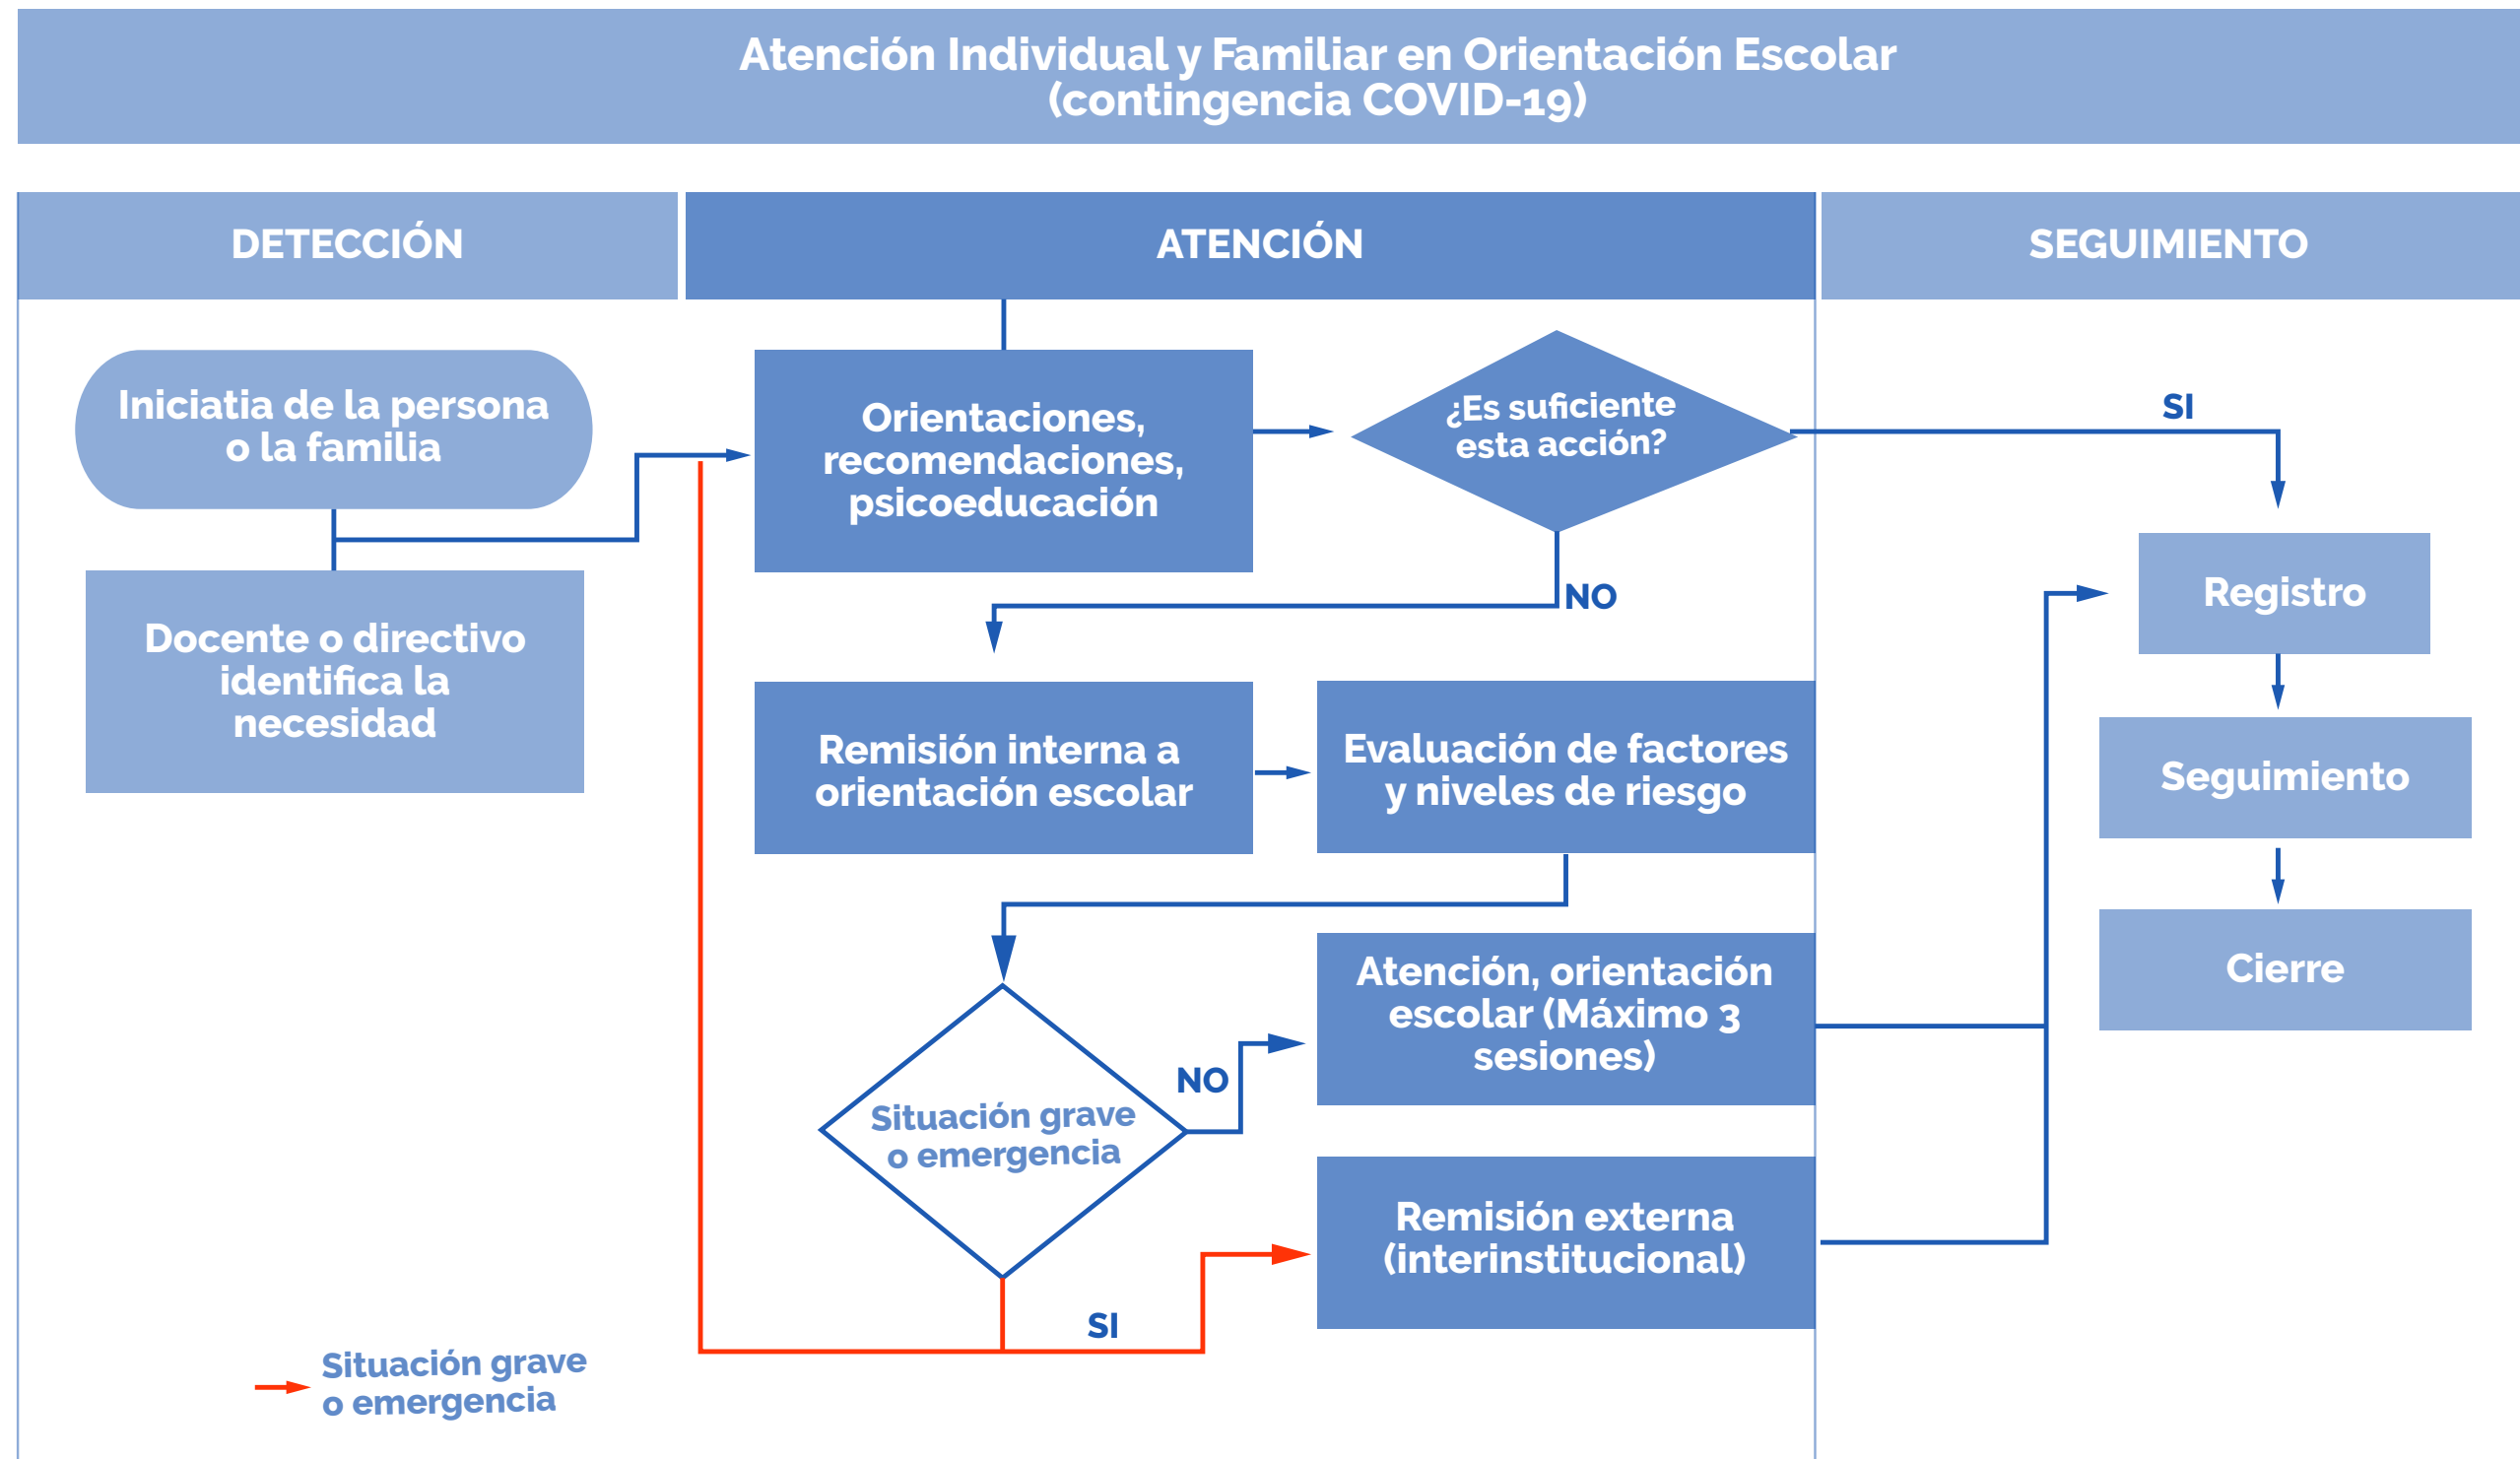 Atención Individual y Familiar en Orientación Escolar
(contingencia COVID-19)
DETECCIÓN
ATENCIÓN
SEGUIMIENTO
Iniciatia de la persona
o la familia
Docente o directivo
identifica la
necesidad
Orientaciones,
recomendaciones,
psicoeducación
¿Es suficiente
esta acción?
SI
NO
Remisión interna a
orientación escolar
Evaluación de factores
y niveles de riesgo
Situación grave
o emergencia
NO
SI
Atención, orientación
escolar (Máximo 3
sesiones)
Remisión externa
(interinstitucional)
Registro
Seguimiento
Cierre
Situación grave
o emergencia